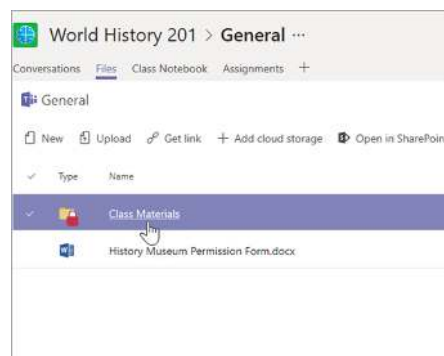 World History 201 > General ...
Conversations Files Class Notebook Assignments +
General
New Upload Get link + Add cloud storage Open in SharePoin
Type Name
Class Materials
History Museum Permission Form.docx